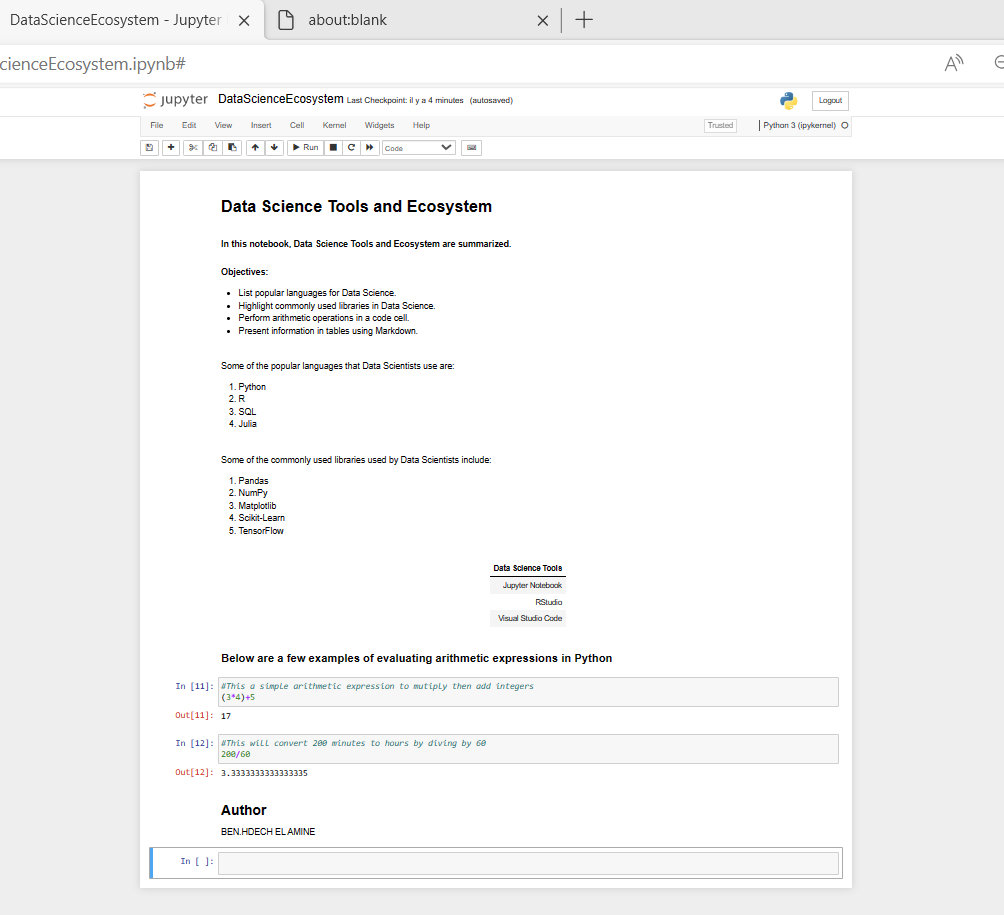 DataScienceEcosystem - Jupyter
about:blank
cienceEcosystem.ipynb#
jupyter DataScienceEcosystem Last Checkpoint: il y a 4 minutes (autosaved)
Logout
File Edit View Insert Cell Kernel Widgets Help
Trusted
Python 3 (ipykernel)
Run
Code
Data Science Tools and Ecosystem
In this notebook, Data Science Tools and Ecosystem are summarized.
Objectives:
• List popular languages for Data Science.
• Highlight commonly used libraries in Data Science.
• Perform arithmetic operations in a code cell.
• Present information in tables using Markdown.
Some of the popular languages that Data Scientists use are:
1. Python
2. R
3. SQL
4. Julia
Some of the commonly used libraries used by Data Scientists include:
1. Pandas
2. NumPy
3. Matplotlib
4. Scikit-Learn
5. TensorFlow
Data Science Tools
Jupyter Notebook
RStudio
Visual Studio Code
Below are a few examples of evaluating arithmetic expressions in Python
In [11]: #This a simple arithmetic expression to mutiply then add integers
(3*4)+5
Out[11]: 17
In [12]: #This will convert 200 minutes to hours by diving by 60
200/60
Out[12]: 3.3333333333333335
Author
BEN.HDECH EL AMINE
In [ ]: